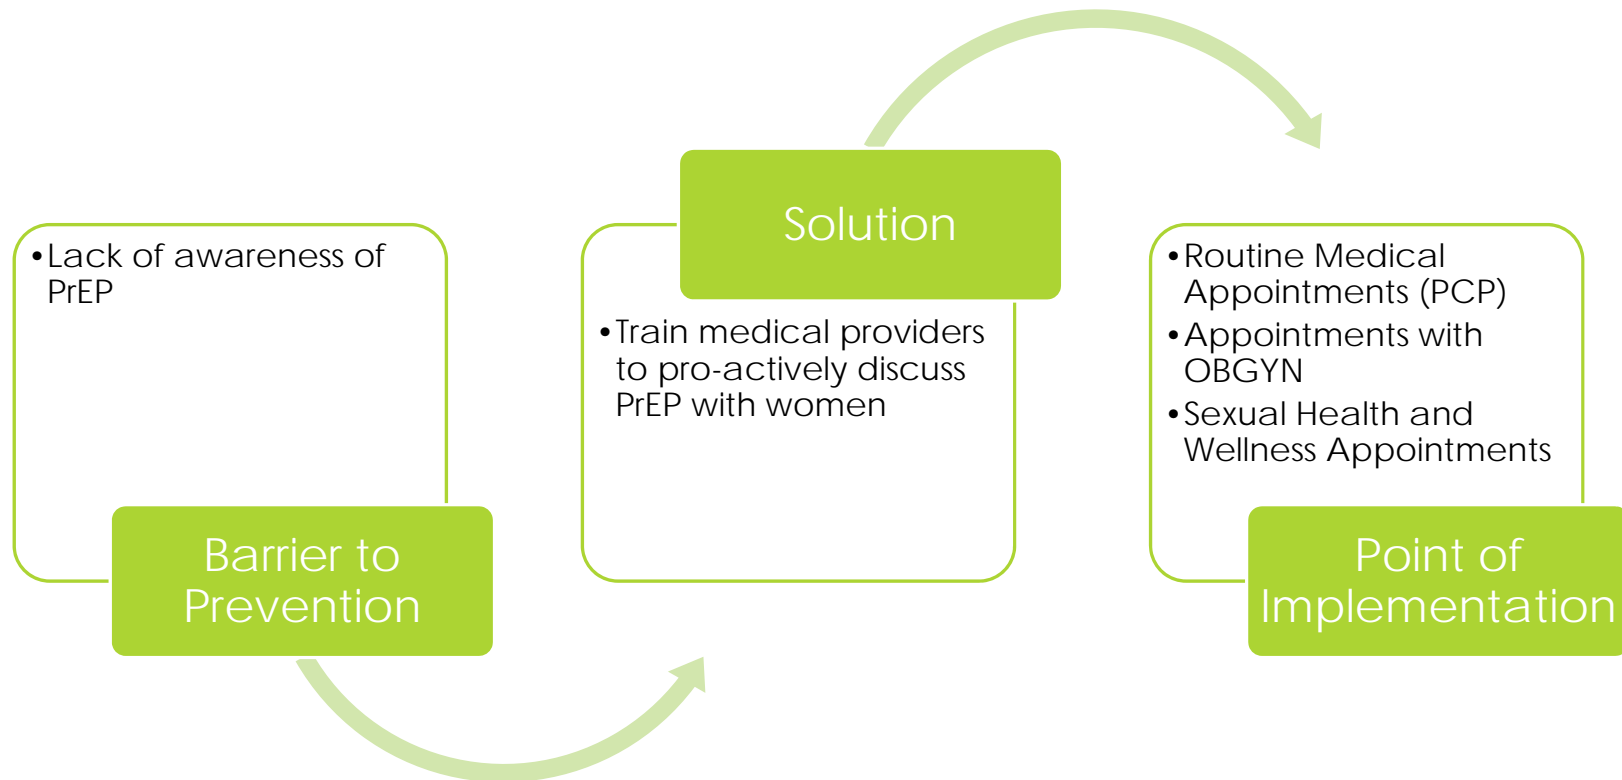 •Lack of awareness of
PrEP
Barrier to
Prevention
Solution
•Train medical providers
to pro-actively discuss
PrEP with women
•Routine Medical
Appointments (PCP)
•Appointments with
OBGYN
•Sexual Health and
Wellness Appointments
Point of
Implementation